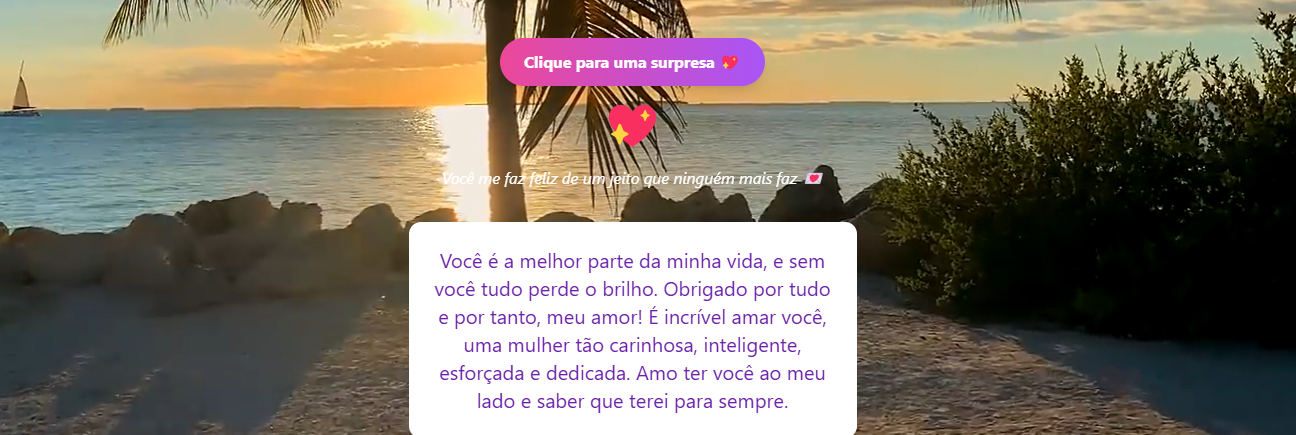 Clique para uma surpresa 💖
Você me faz feliz de um jeito que ninguém mais faz 💌
Você é a melhor parte da minha vida, e sem
você tudo perde o brilho. Obrigado por tudo
e por tanto, meu amor! É incrível amar você,
uma mulher tão carinhosa, inteligente,
esforçada e dedicada. Amo ter você ao meu
lado e saber que terei para sempre.